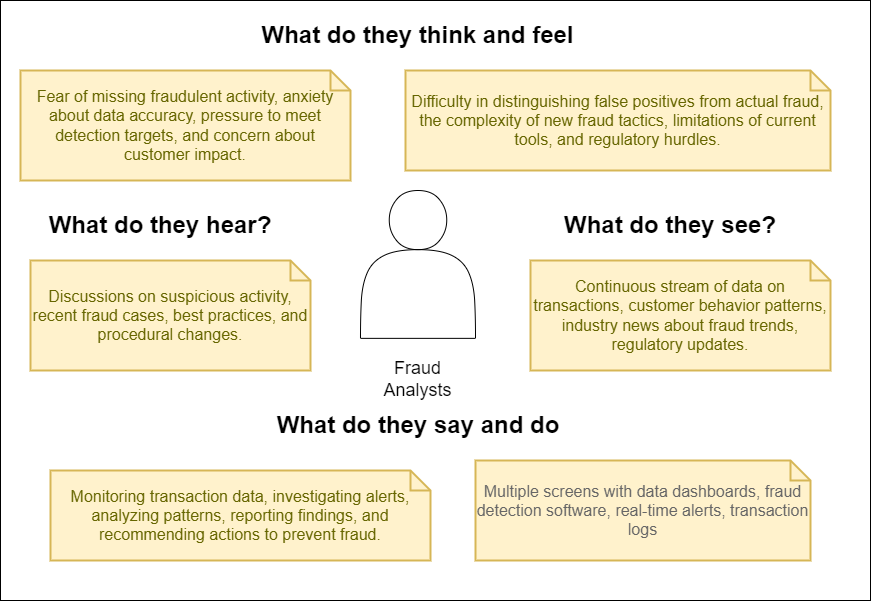 What do they think and feel
Fear of missing fraudulent activity, anxiety
about data accuracy, pressure to meet
detection targets, and concern about
customer impact.
Difficulty in distinguishing false positives from actual fraud,
the complexity of new fraud tactics, limitations of current
tools, and regulatory hurdles.
What do they hear?
Discussions on suspicious activity,
recent fraud cases, best practices, and
procedural changes.
What do they see?
Continuous stream of data on
transactions, customer behavior patterns,
industry news about fraud trends,
regulatory updates.
Fraud
Analysts
What do they say and do
Monitoring transaction data, investigating alerts,
analyzing patterns, reporting findings, and
recommending actions to prevent fraud.
Multiple screens with data dashboards, fraud
detection software, real-time alerts, transaction
logs